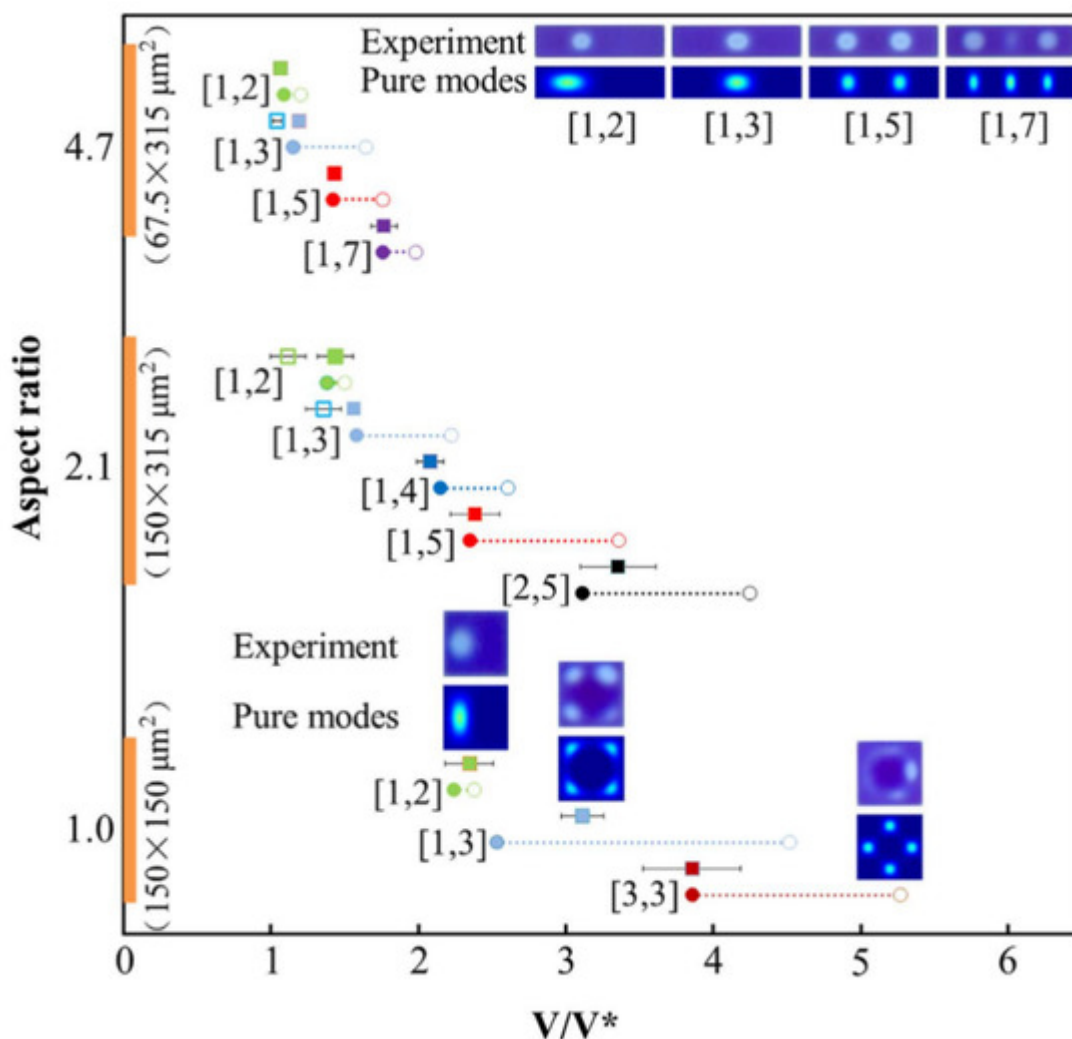 Experiment
Pure modes
[1,2] [1,3] [1,5] [1,7]
[1,2]
[1,3]
[1,5]
[1,7]
4.7
(67.5×315 μm²)
[1,2]
[1,3]
[1,4]
[1,5]
[2,5]
2.1
(150×315 μm²)
Aspect ratio
Experiment
Pure modes
[1,2]
[1,3]
[3,3]
1.0
(150×150 μm²)
0 1 2 3 4 5 6
V/V*